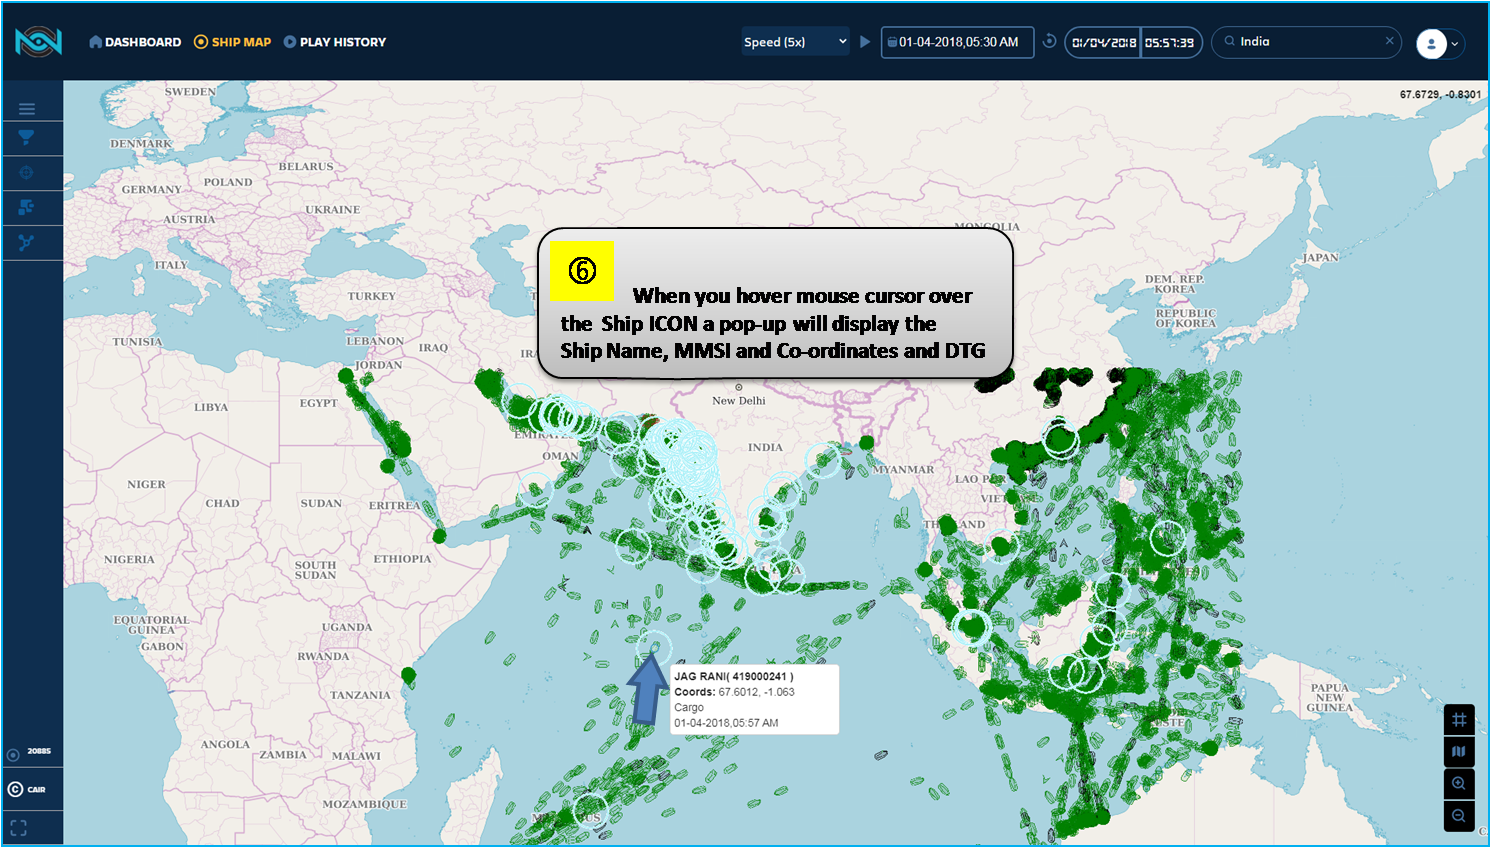 DASHBOARD SHIP MAP PLAY HISTORY Speed (5x) 01-04-2018,05:30 AM 01/04/2018 05:57:39 India
67.6729, -0.8301
SWEDEN
DENMARK
BELARUS
GERMANY POLAND
UKRAINE
AUSTRIA
MONGOLIA
ITALY
JAPAN
DEM. REP.
KOREA
TURKEY
REPUBLIC
OF KOREA
⑥
When you hover mouse cursor over
the Ship ICON a pop-up will display the
Ship Name, MMSI and Co-ordinates and DTG
TUNISIA
LEBANON
IRAQ
JORDAN
New Delhi
LIBYA
EGYPT
EMIRATES
INDIA
OMAN
MYANMAR
NIGER
CHAD
SUDAN
ERITREA
LAO PDR
VIETNAM
THAILAND
NIGERIA
ETHIOPIA
SOUTH
SUDAN
EQUATORIAL
GUINEA
UGANDA
GABON
RWANDA
TANZANIA
JAG RANI( 419000241 )
Coords: 67.6012, -1.063
Cargo
01-04-2018,05:57 AM
PAPUA
NEW
GUINEA
ANGOLA
ZAMBIA
MALAWI
20885
CAIR
MOZAMBIQUE